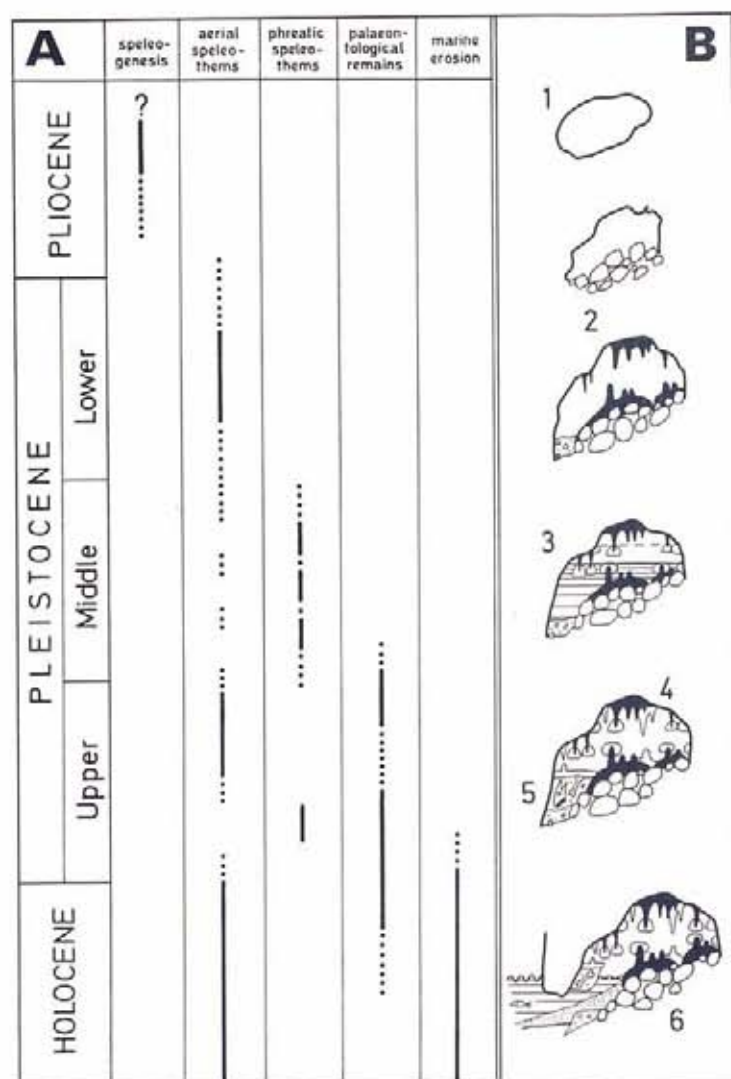 A
speleo-
genesis
aerial
speleo-
thems
phreatic
speleo-
thems
palaeon-
tological
remains
marine
erosion
B
PLIOCENE
?
PLEISTOCENE
Lower
Middle
Upper
HOLOCENE
1
2
3
4
5
6